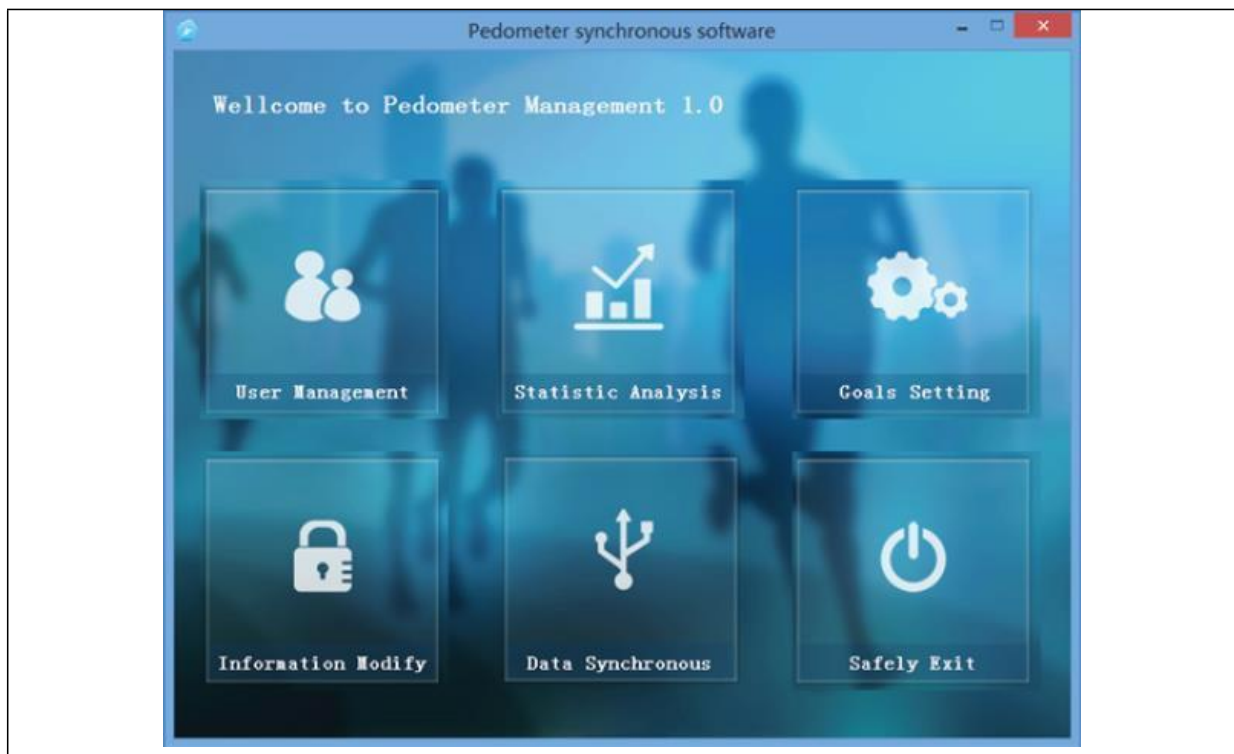 Pedometer synchronous software
Wellcome to Pedometer Management 1.0
User Management
Statistic Analysis
Goals Setting
Information Modify
Data Synchronous
Safely Exit